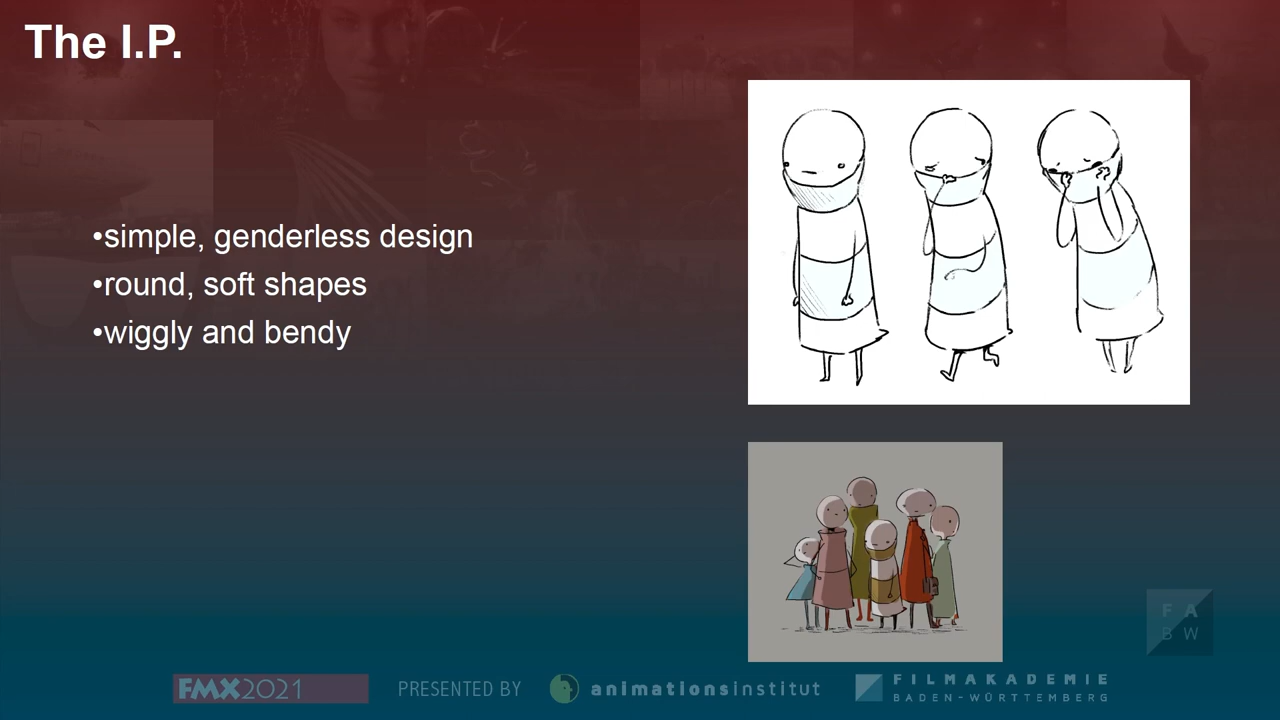 The I.P.
•simple, genderless design
•round, soft shapes
•wiggly and bendy
F A
B W
FMX2021 PRESENTED BY animationsinstitut FILMAKADEMIE
BADEN-WÜRTTEMBERG